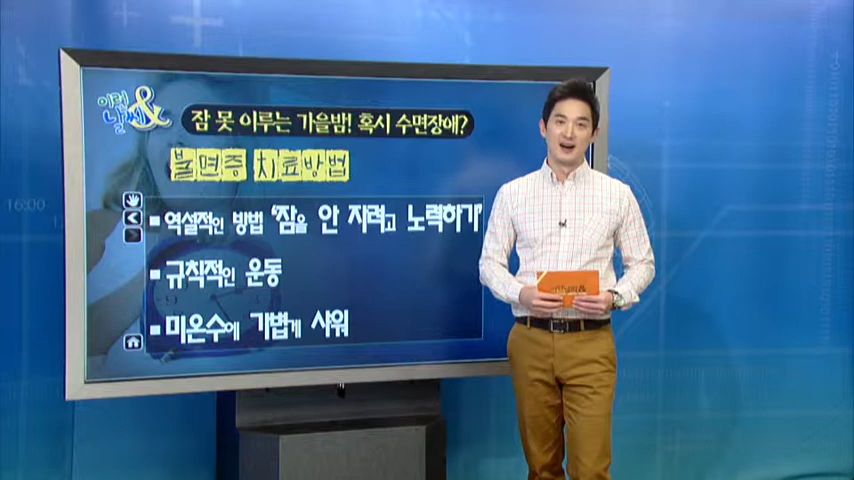 이런 날씨&
잠 못 이루는 가을밤! 혹시 수면장애?
불면증 치료방법
역설적인 방법 '잠을 안 자려고 노력하기'
규칙적인 운동
미온수에 가볍게 샤워
16:00